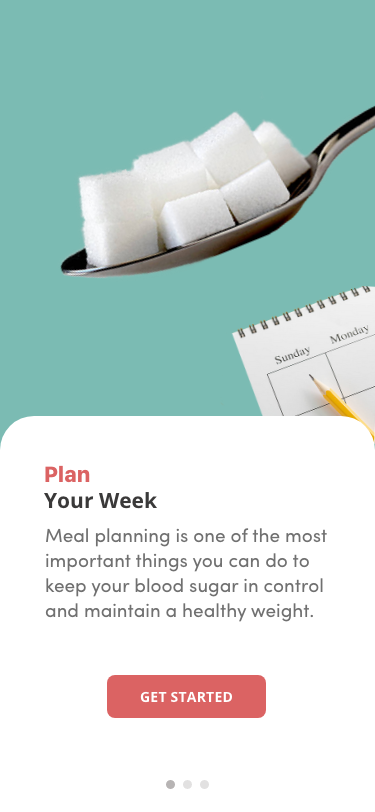 Sunday Monday
Plan
Your Week
Meal planning is one of the most
important things you can do to
keep your blood sugar in control
and maintain a healthy weight.
GET STARTED